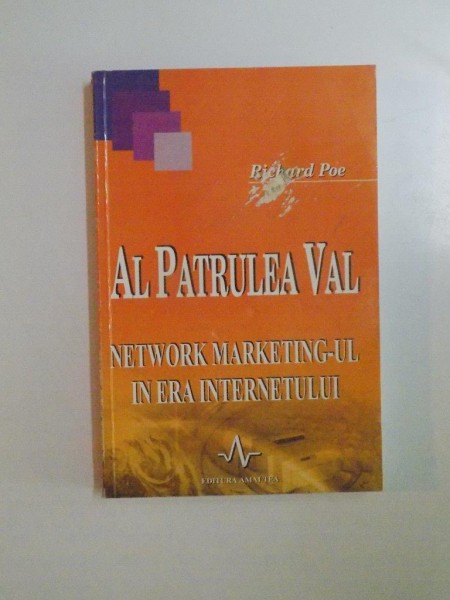 Richard Poe
AL PATRULEA VAL
NETWORK MARKETING-UL
IN ERA INTERNETULUI
EDITURA AMALTEA